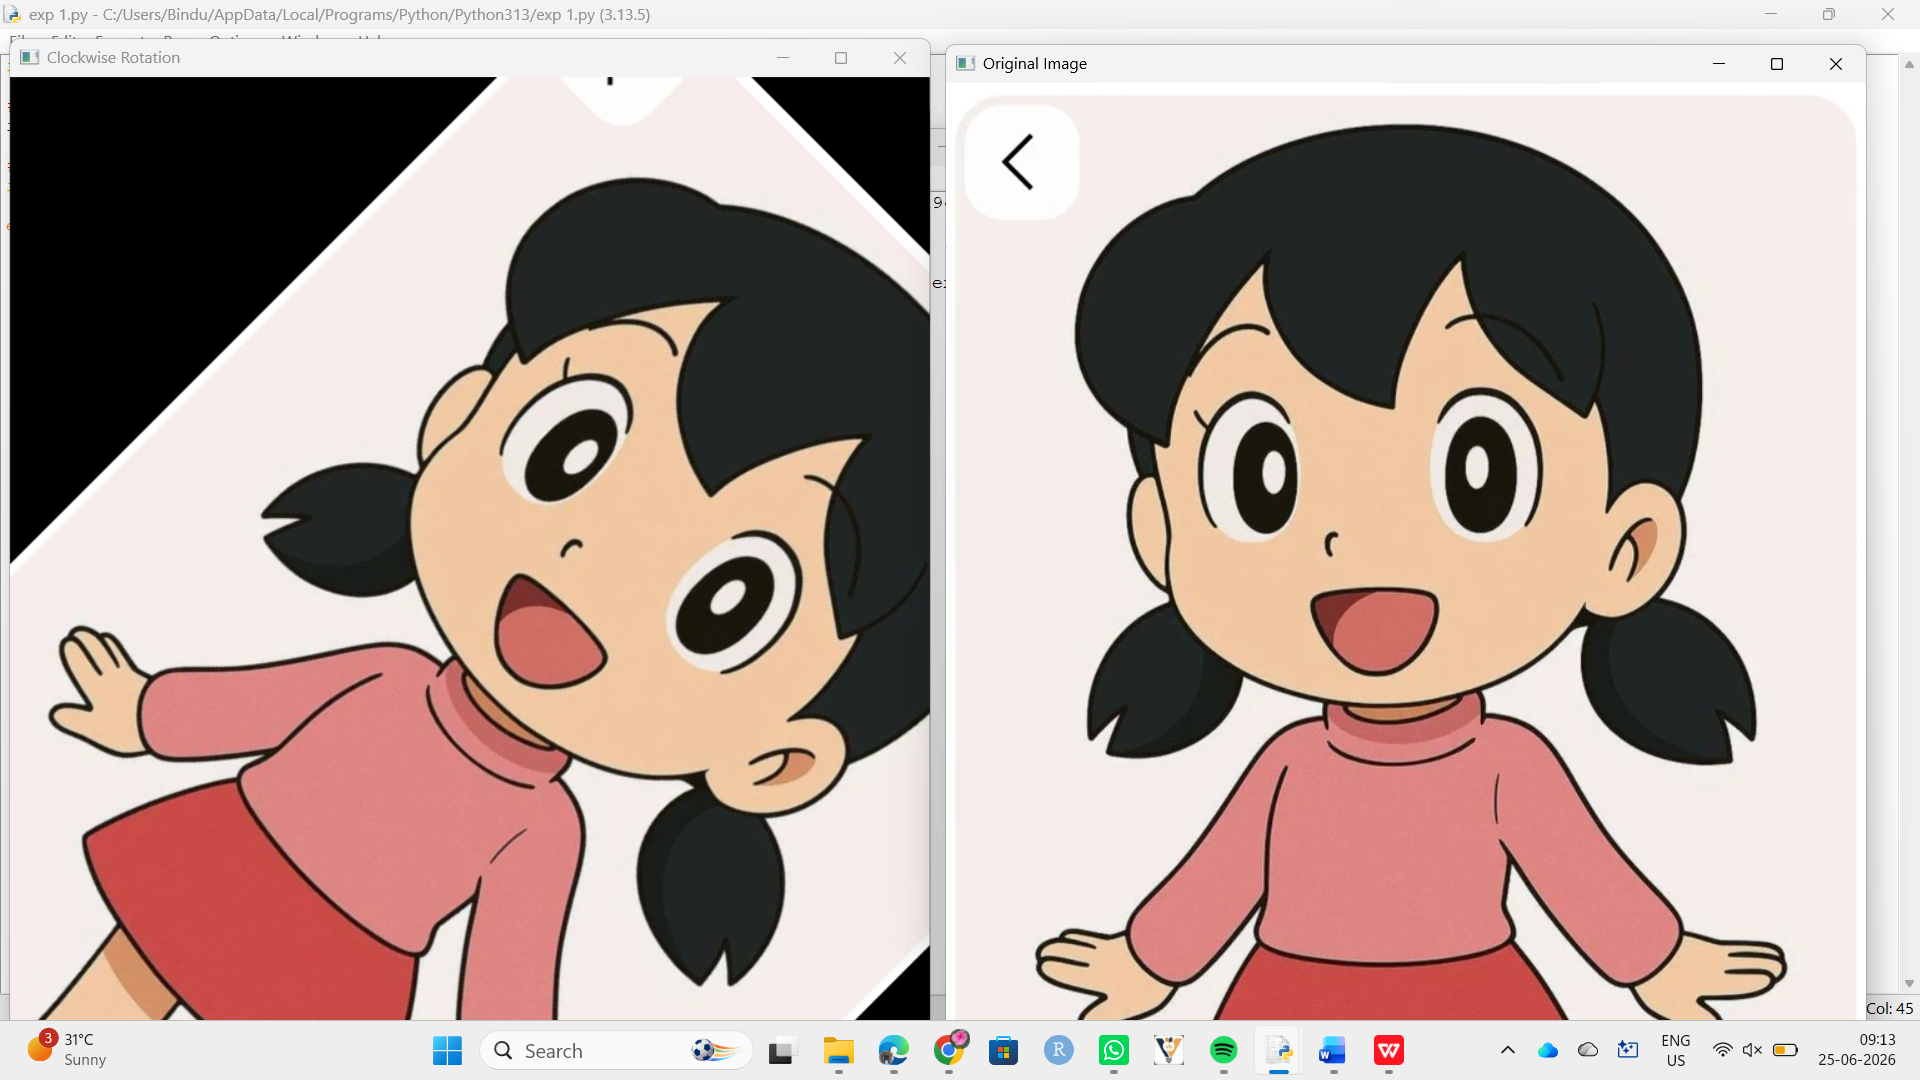 exp 1.py - C:/Users/Bindu/AppData/Local/Programs/Python/Python313/exp 1.py (3.13.5)
Clockwise Rotation
Original Image
Col: 45
3
31°C
Sunny
Search
R
W
W
ENG
US
09:13
25-06-2026